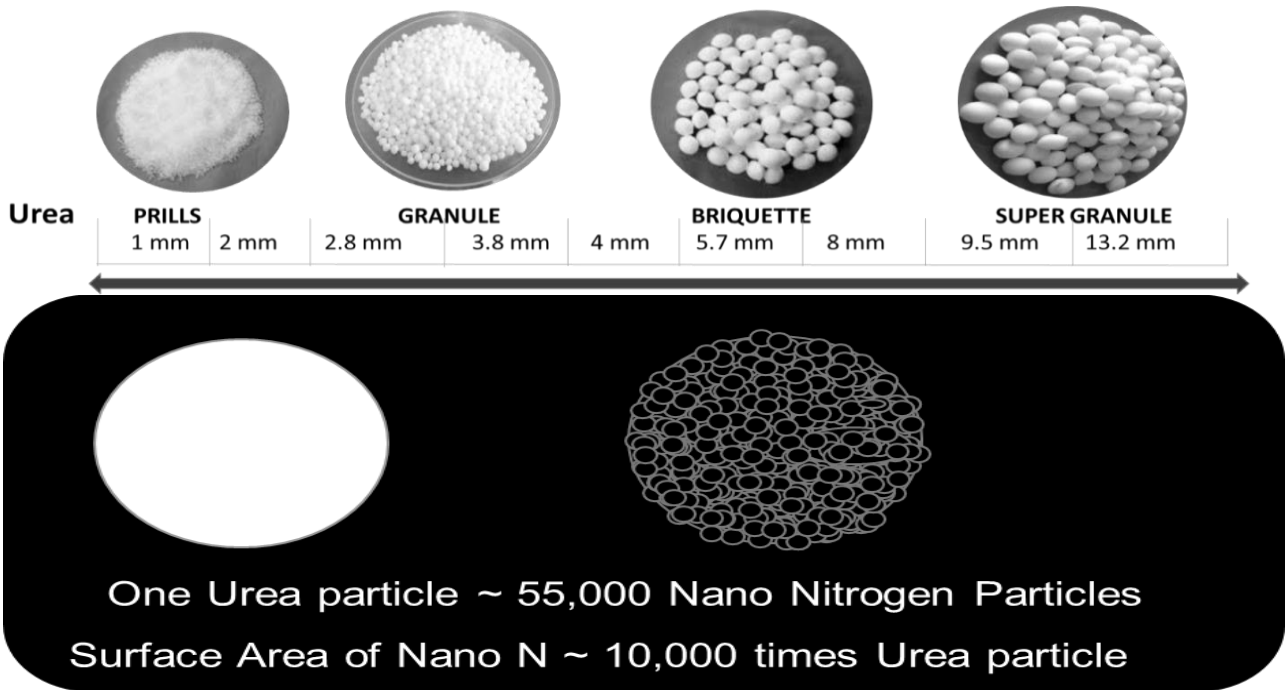 Urea PRILLS GRANULE BRIQUETTE SUPER GRANULE
1 mm 2 mm 2.8 mm 3.8 mm 4 mm 5.7 mm 8 mm 9.5 mm 13.2 mm
One Urea particle ~ 55,000 Nano Nitrogen Particles
Surface Area of Nano N ~ 10,000 times Urea particle